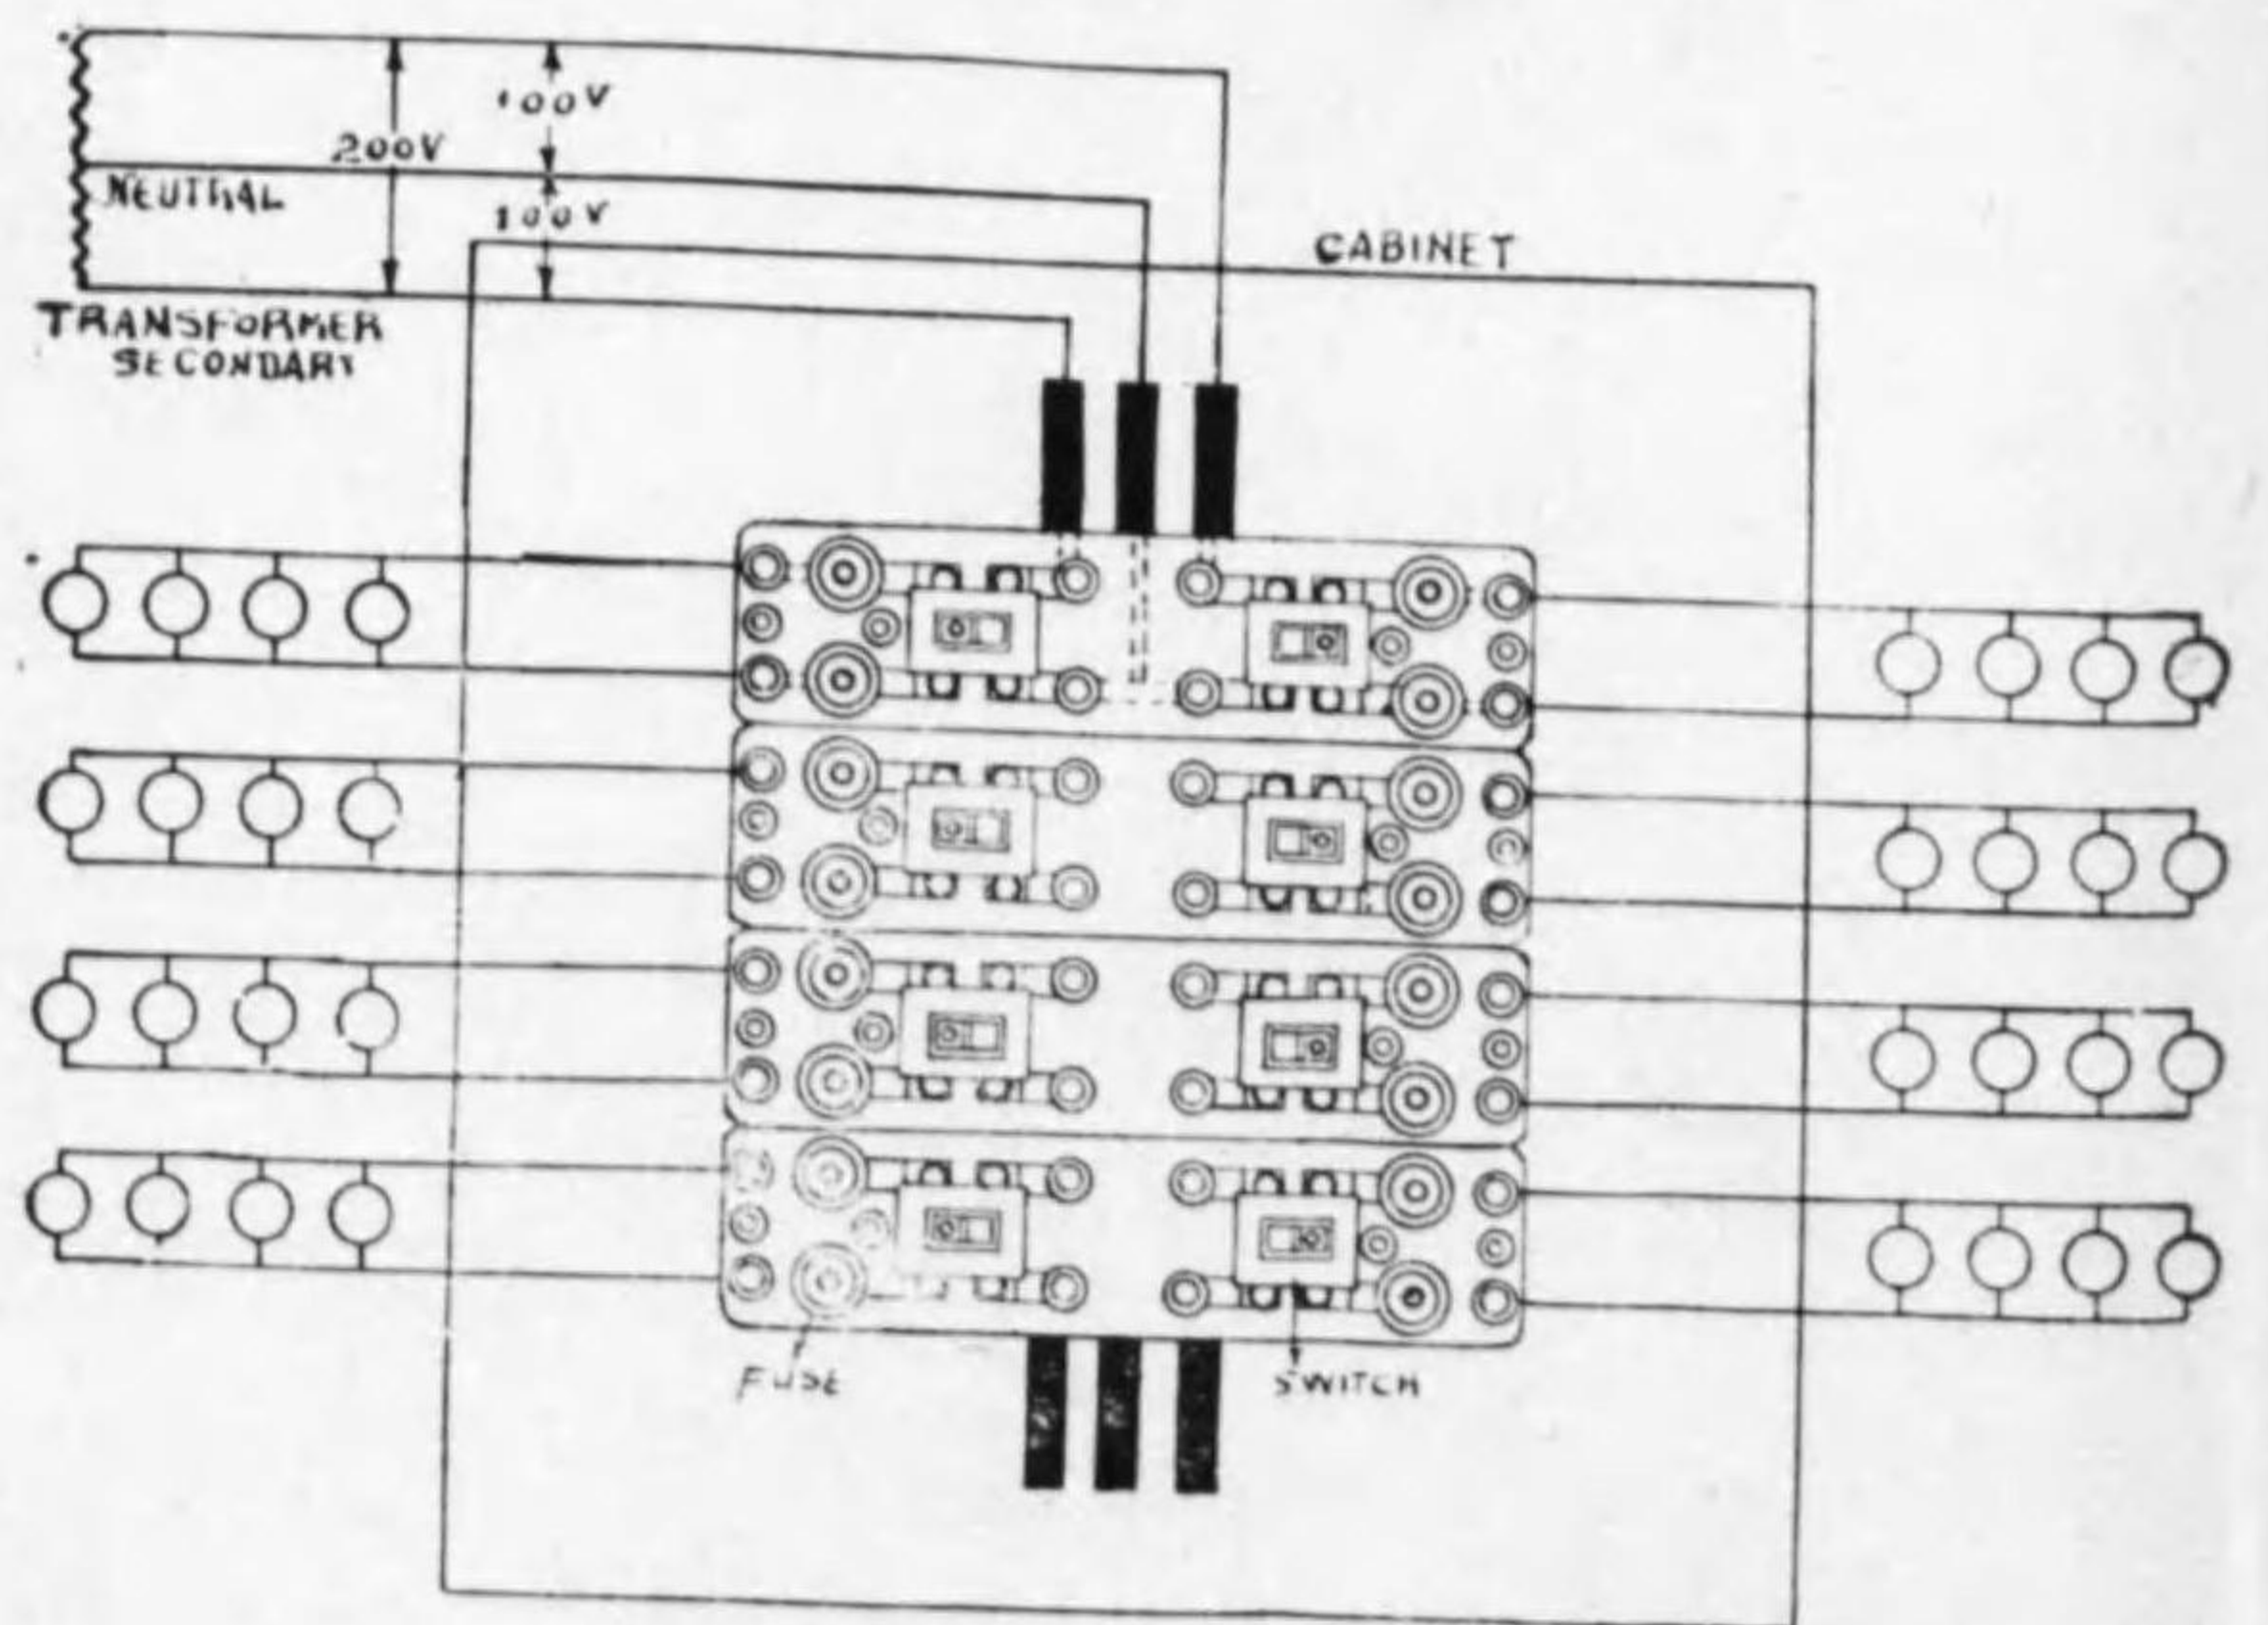 100V
200V
NEUTRAL
100V
CABINET
TRANSFORMER
SECONDARY
FUSE
SWITCH